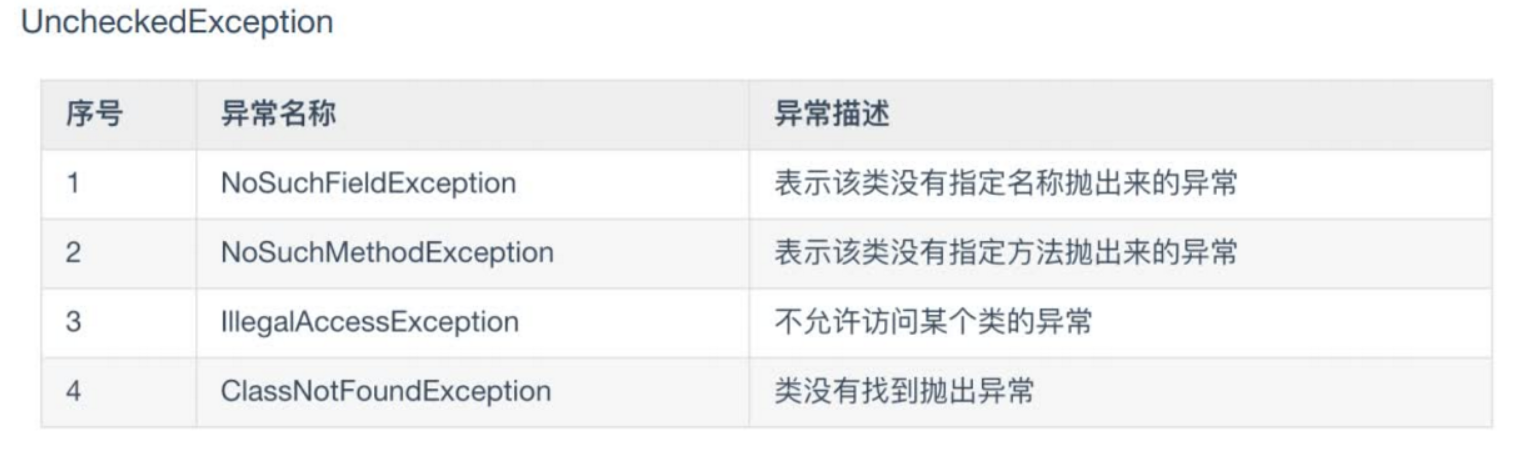 UncheckedException
序号 异常名称 异常描述
1 NoSuchFieldException 表示该类没有指定名称抛出来的异常
2 NoSuchMethodException 表示该类没有指定方法抛出来的异常
3 IllegalAccessException 不允许访问某个类的异常
4 ClassNotFoundException 类没有找到抛出异常